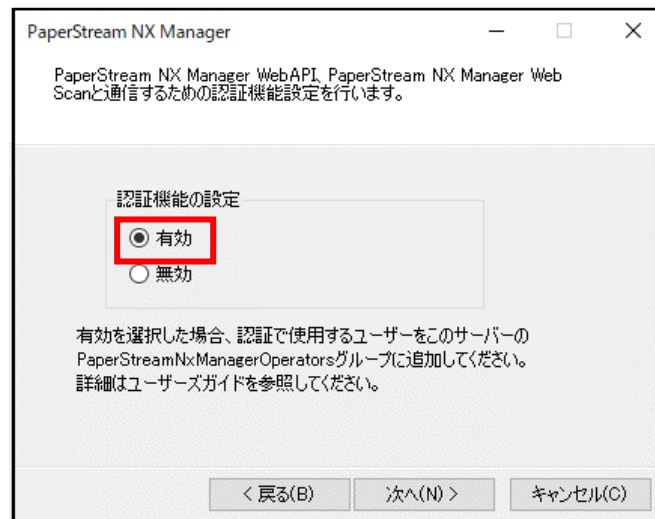 PaperStream NX Manager
PaperStream NX Manager WebAPI、PaperStream NX Manager Web
Scanと通信するための認証機能設定を行います。
認証機能の設定
有効
無効
有効を選択した場合、認証で使用するユーザーをこのサーバーの
PaperStreamNxManagerOperatorsグループに追加してください。
詳細はユーザーズガイドを参照してください。
< 戻る(B)
次へ(N) >
キャンセル(C)